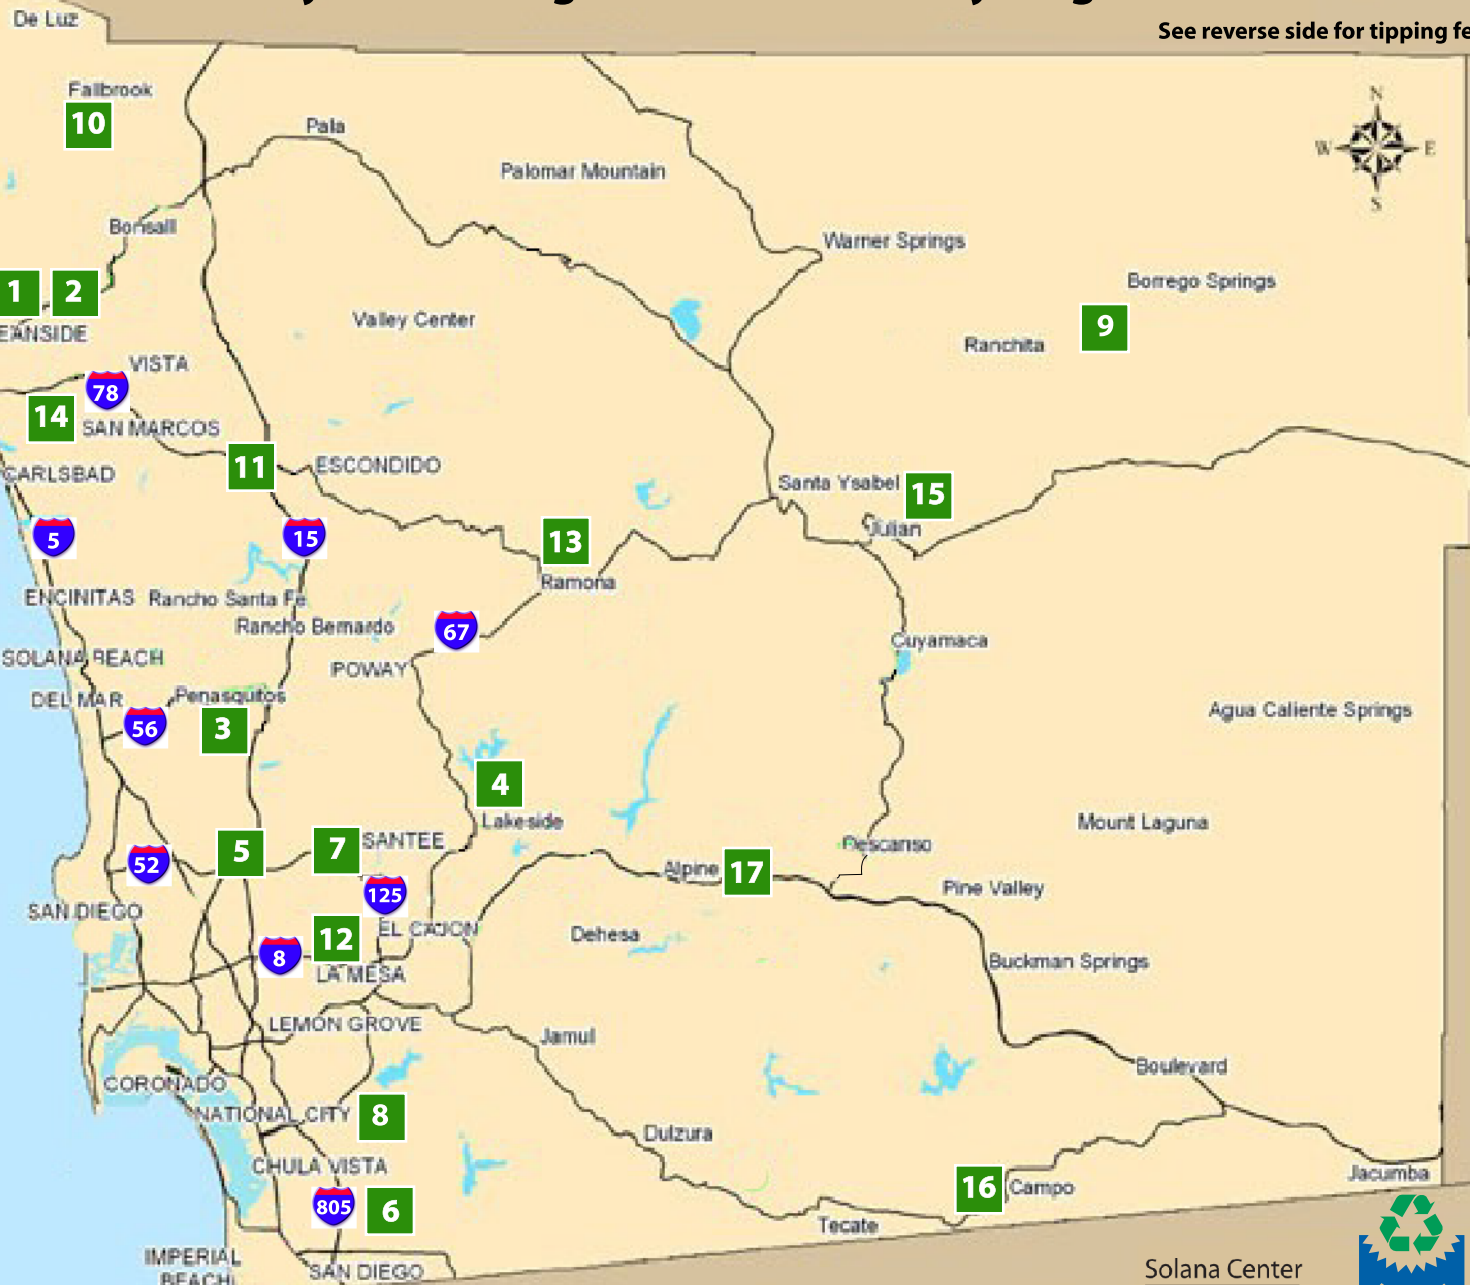 De Luz
See reverse side for tipping fe
Fallbrook
10
Pala
N
W E
S
Palomar Mountain
Bonsall
Warner Springs
Borrego Springs
1 2
EANSIDE
Valley Center
9
Ranchita
VISTA
78
14
SAN MARCOS
11
ESCONDIDO
CARLSBAD
Santa Ysabel
15
Julian
5
15
13
Ramona
ENCINITAS
Rancho Santa Fe
Rancho Bernardo
67
Cuyamaca
SOLANA BEACH
POWAY
DEL MAR
Penasquitos
56
3
Agua Caliente Springs
4
Lakeside
Mount Laguna
5
7
SANTEE
Descanso
52
Alpine
17
125
Pine Valley
SAN DIEGO
12
EL CAJON
Dehesa
8
LA MESA
Buckman Springs
LEMON GROVE
Jamul
Boulevard
CORONADO
NATIONAL CITY
8
Dulzura
CHULA VISTA
Jacumba
16
Campo
805
6
Tecate
IMPERIAL
BEACH
SAN DIEGO
Solana Center